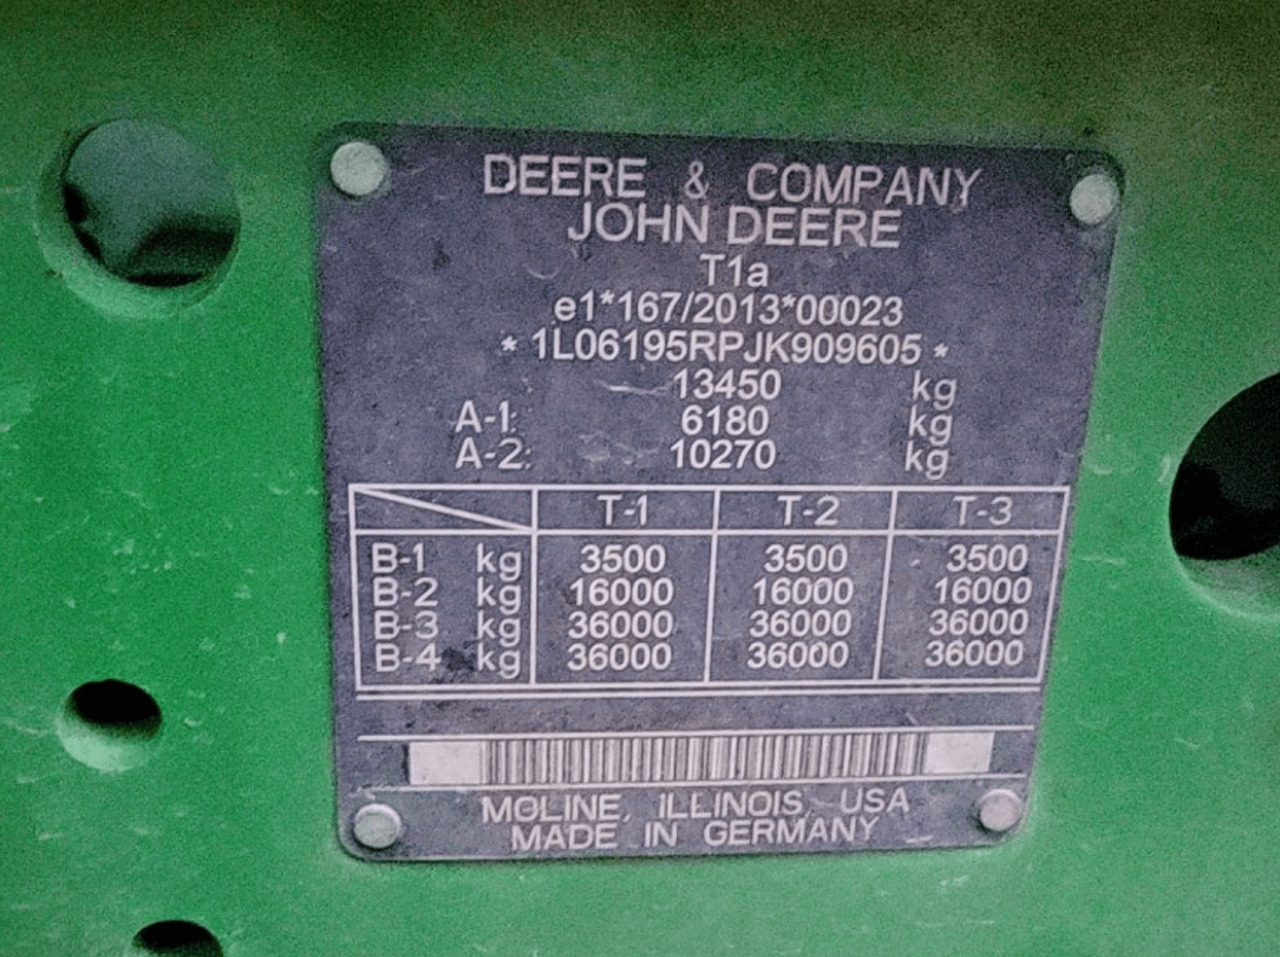 DEERE & COMPANY
JOHN DEERE
T1a
e1*167/2013*00023
* 1L06195RPJK909605 *
13450 kg
A-1: 6180 kg
A-2: 10270 kg
T-1 T-2 T-3
B-1 kg 3500 3500 3500
B-2 kg 16000 16000 16000
B-3 kg 36000 36000 36000
B-4 kg 36000 36000 36000
MOLINE, ILLINOIS, USA
MADE IN GERMANY